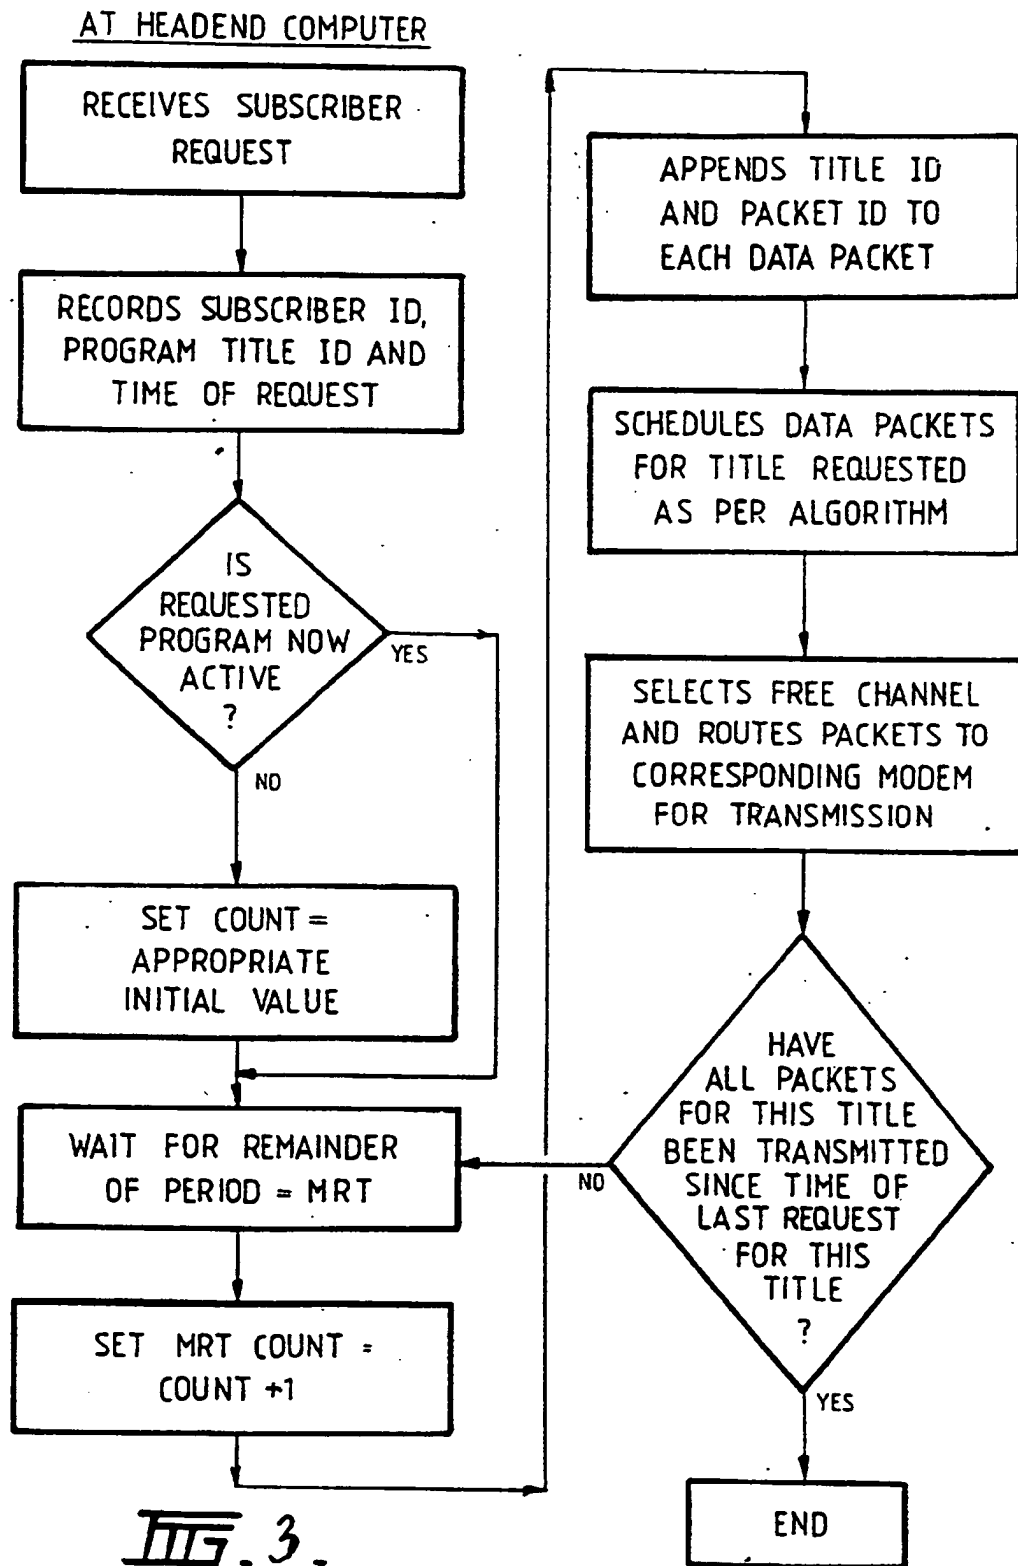 AT HEADEND COMPUTER
RECEIVES SUBSCRIBER
REQUEST
RECORDS SUBSCRIBER ID,
PROGRAM TITLE ID AND
TIME OF REQUEST
IS
REQUESTED
PROGRAM NOW
ACTIVE
?
YES
NO
SET COUNT =
APPROPRIATE
INITIAL VALUE
WAIT FOR REMAINDER
OF PERIOD = MRT
SET MRT COUNT =
COUNT +1
APPENDS TITLE ID
AND PACKET ID TO
EACH DATA PACKET
SCHEDULES DATA PACKETS
FOR TITLE REQUESTED
AS PER ALGORITHM
SELECTS FREE CHANNEL
AND ROUTES PACKETS TO
CORRESPONDING MODEM
FOR TRANSMISSION
HAVE
ALL PACKETS
FOR THIS TITLE
BEEN TRANSMITTED
SINCE TIME OF
LAST REQUEST
FOR THIS
TITLE
?
NO
YES
END
FIG. 3.